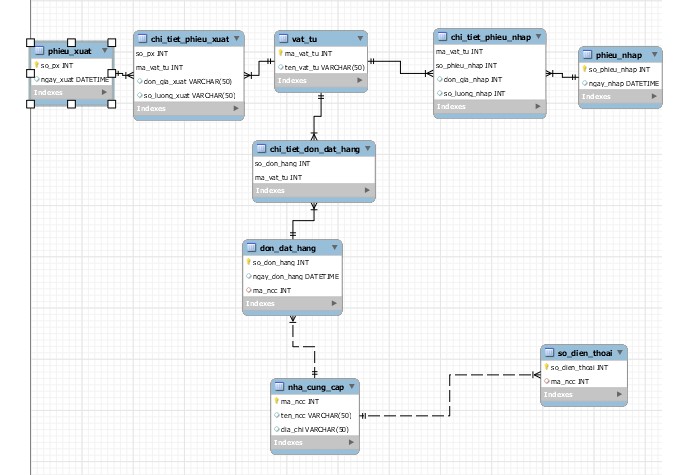 phieu_xuat
so_px INT
ngay_xuat DATETIME
Indexes
chi_tiet_phieu_xuat
so_px INT
ma_vat_tu INT
don_gia_xuat VARCHAR(50)
so_luong_xuat VARCHAR(50)
Indexes
vat_tu
ma_vat_tu INT
ten_vat_tu VARCHAR(50)
Indexes
chi_tiet_phieu_nhap
ma_vat_tu INT
so_phieu_nhap INT
don_gia_nhap INT
so_luong_nhap INT
Indexes
phieu_nhap
so_phieu_nhap INT
ngay_nhap DATETIME
Indexes
chi_tiet_don_dat_hang
so_don_hang INT
ma_vat_tu INT
Indexes
don_dat_hang
so_don_hang INT
ngay_don_hang DATETIME
ma_ncc INT
Indexes
nha_cung_cap
ma_ncc INT
ten_ncc VARCHAR(50)
dia_chi VARCHAR(50)
Indexes
so_dien_thoai
so_dien_thoai INT
ma_ncc INT
Indexes